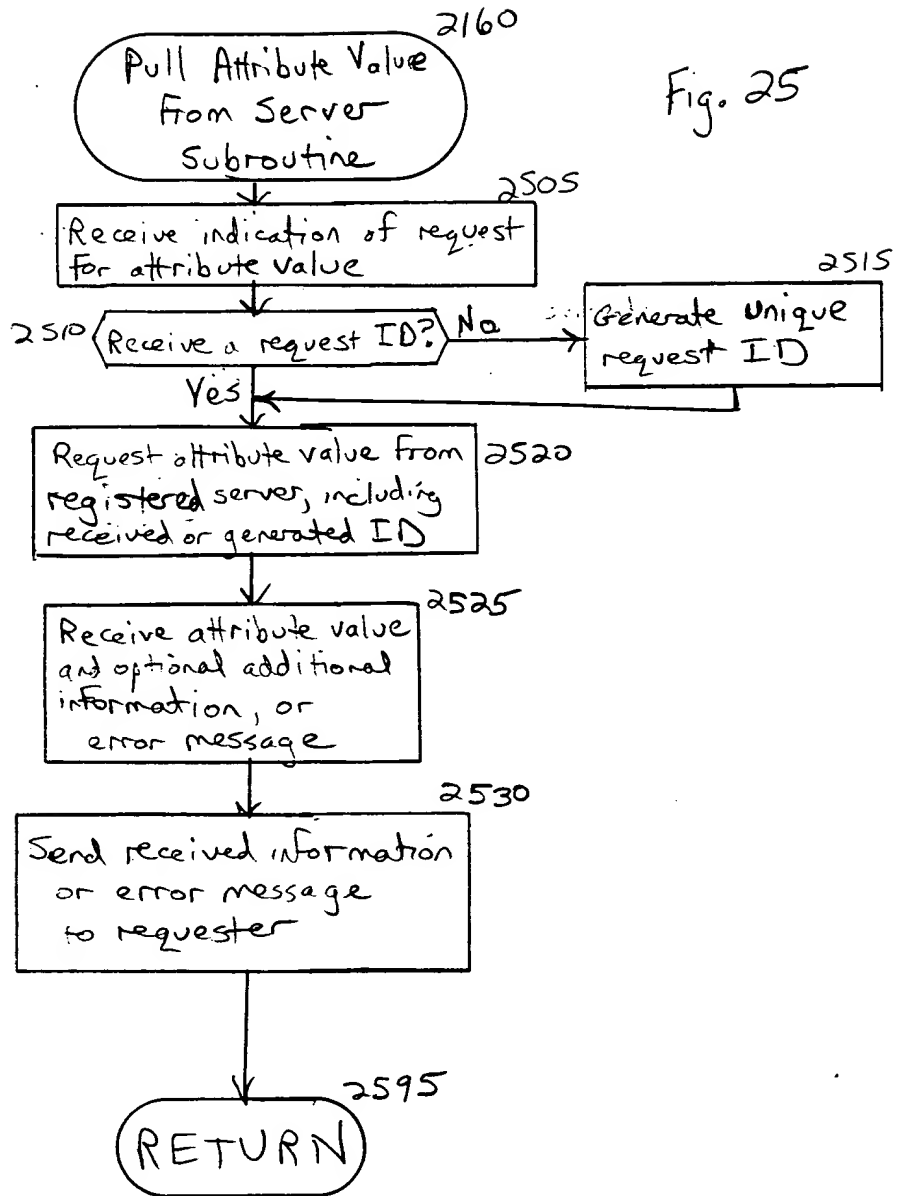 2160
Pull Attribute Value
From Server
Subroutine
Fig. 25
2505
Receive indication of request
for attribute value
2510
Receive a request ID?
No
2515
Generate unique
request ID
Yes
Request attribute value from
registered server, including
received or generated ID
2520
2525
Receive attribute value
and optional additional
information, or
error message
2530
Send received information
or error message
to requester
2595
RETURN